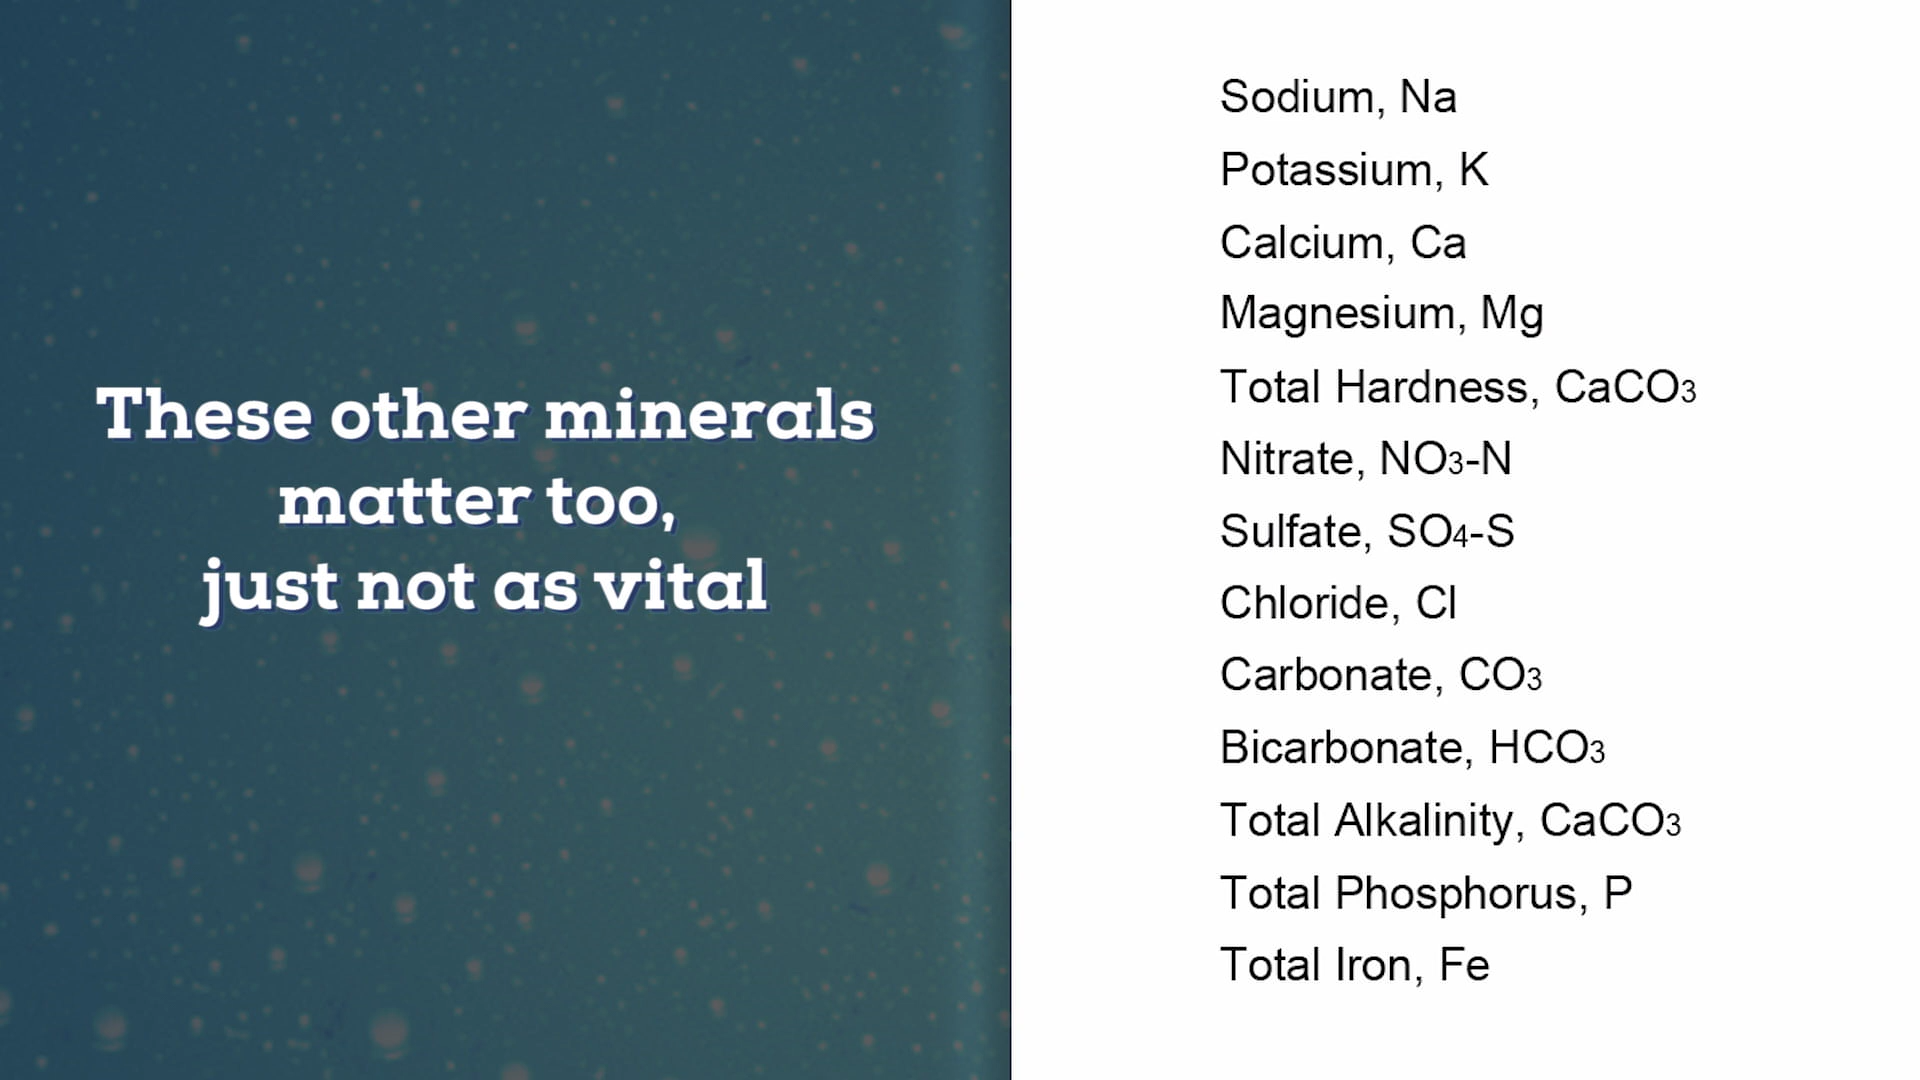 These other minerals
matter too,
just not as vital
Sodium, Na
Potassium, K
Calcium, Ca
Magnesium, Mg
Total Hardness, CaCO3
Nitrate, NO3-N
Sulfate, SO4-S
Chloride, Cl
Carbonate, CO3
Bicarbonate, HCO3
Total Alkalinity, CaCO3
Total Phosphorus, P
Total Iron, Fe